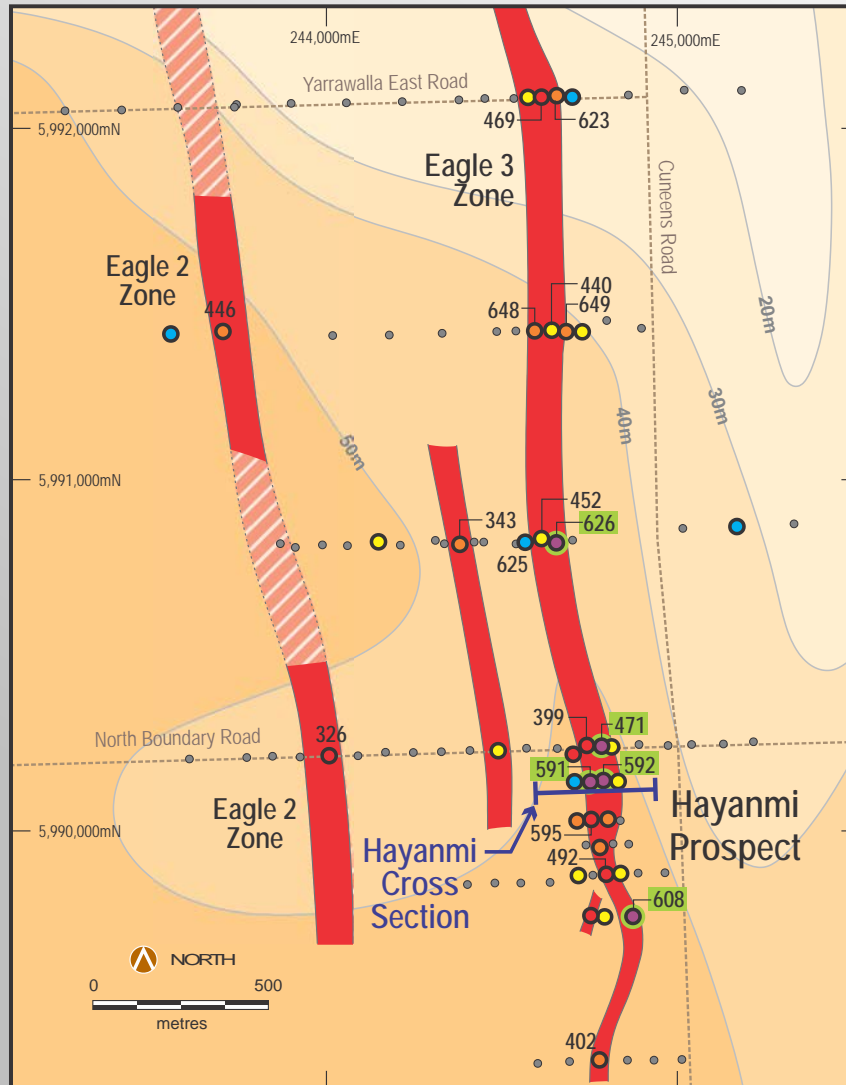 244,000mE
245,000mE
Yarrawalla East Road
5,992,000mN
469
623
Eagle 3
Zone
Cuneens Road
Eagle 2
Zone
446
440
648
649
20m
30m
40m
50m
5,991,000mN
452
343
626
625
399
471
326
North Boundary Road
591
592
Eagle 2
Zone
5,990,000mN
Hayanmi
Prospect
595
Hayanmi
Cross
Section
492
608
NORTH
0
500
metres
402